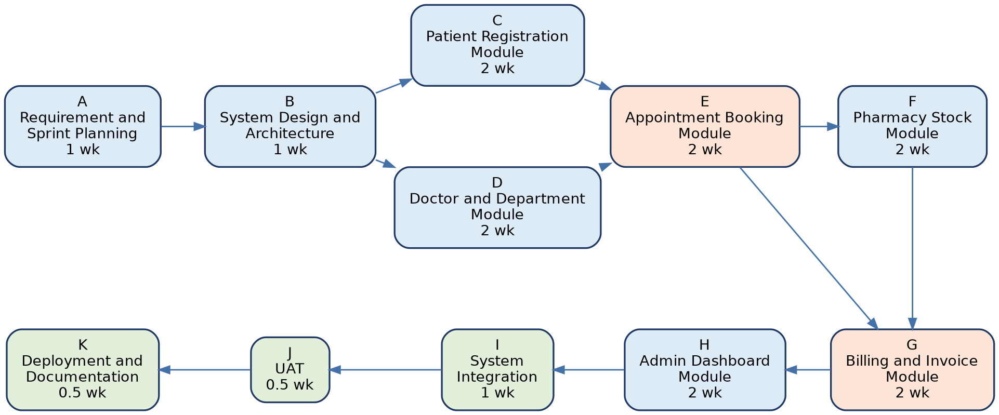 A
Requirement and
Sprint Planning
1 wk
B
System Design and
Architecture
1 wk
C
Patient Registration
Module
2 wk
D
Doctor and Department
Module
2 wk
E
Appointment Booking
Module
2 wk
F
Pharmacy Stock
Module
2 wk
G
Billing and Invoice
Module
2 wk
H
Admin Dashboard
Module
2 wk
I
System
Integration
1 wk
J
UAT
0.5 wk
K
Deployment and
Documentation
0.5 wk